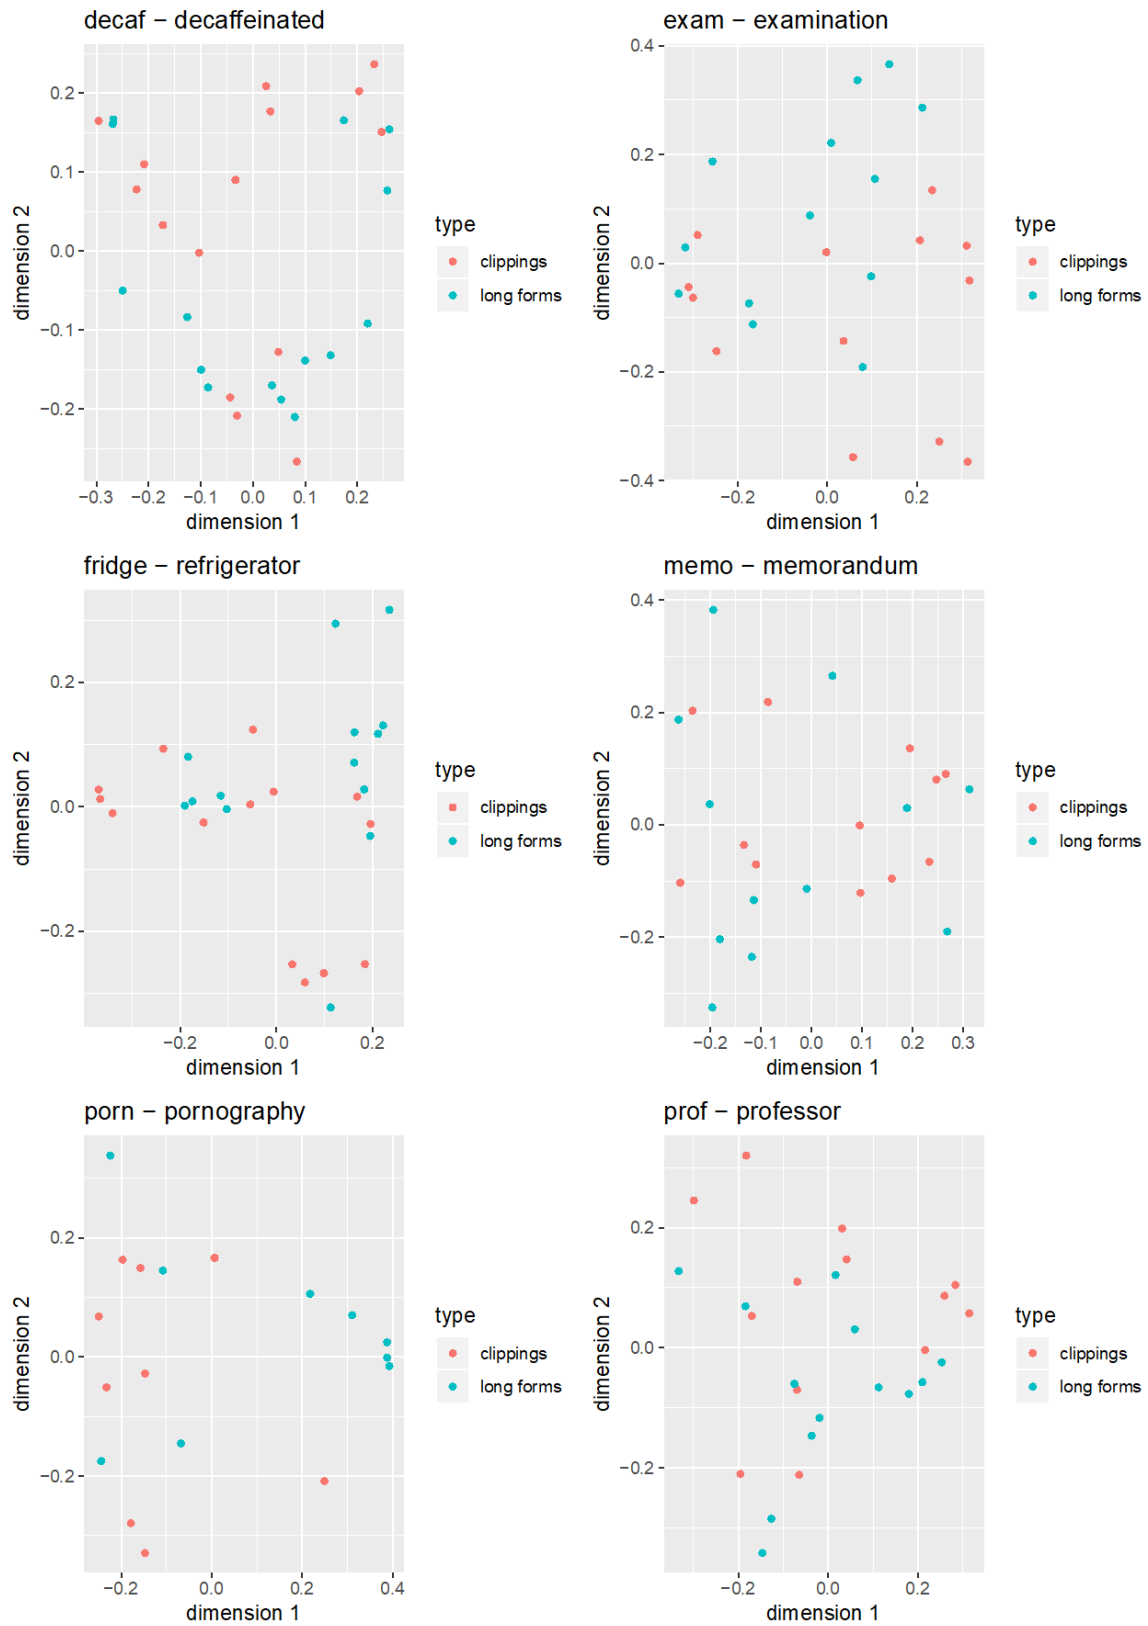 decaf − decaffeinated
dimension 2
0.2
0.1
0.0
−0.1
−0.2
−0.3 −0.2 −0.1 0.0 0.1 0.2
dimension 1
type
clippings
long forms
exam − examination
dimension 2
0.4
0.2
0.0
−0.2
−0.4
−0.2 0.0 0.2
dimension 1
type
clippings
long forms
fridge − refrigerator
dimension 2
0.2
0.0
−0.2
−0.2 0.0 0.2
dimension 1
type
clippings
long forms
memo − memorandum
dimension 2
0.4
0.2
0.0
−0.2
−0.2 −0.1 0.0 0.1 0.2 0.3
dimension 1
type
clippings
long forms
porn − pornography
dimension 2
0.2
0.0
−0.2
−0.2 0.0 0.2 0.4
dimension 1
type
clippings
long forms
prof − professor
dimension 2
0.2
0.0
−0.2
−0.2 0.0 0.2
dimension 1
type
clippings
long forms